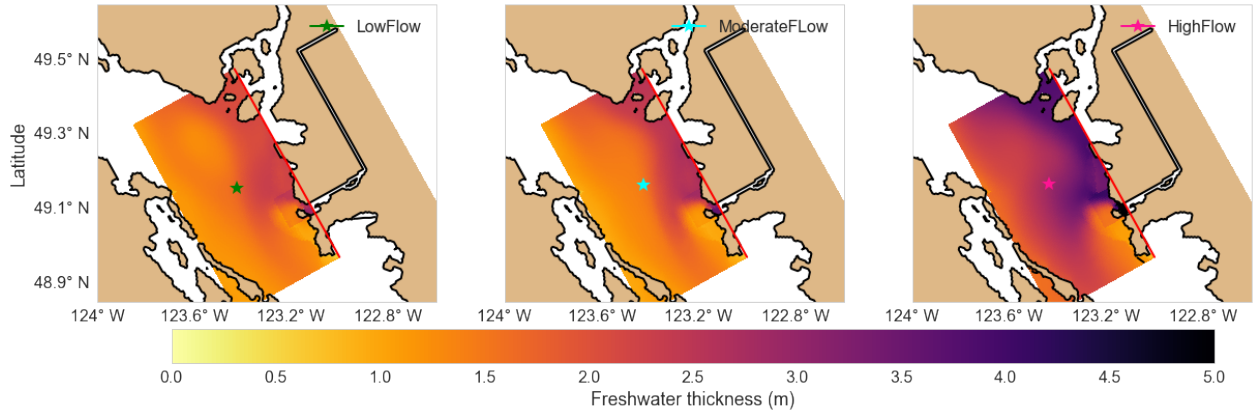 LowFlow
ModerateFLow
HighFlow
49.5° N
49.3° N
49.1° N
48.9° N
Latitude
124° W 123.6° W 123.2° W 122.8° W
124° W 123.6° W 123.2° W 122.8° W
124° W 123.6° W 123.2° W 122.8° W
0.0 0.5 1.0 1.5 2.0 2.5 3.0 3.5 4.0 4.5 5.0
Freshwater thickness (m)